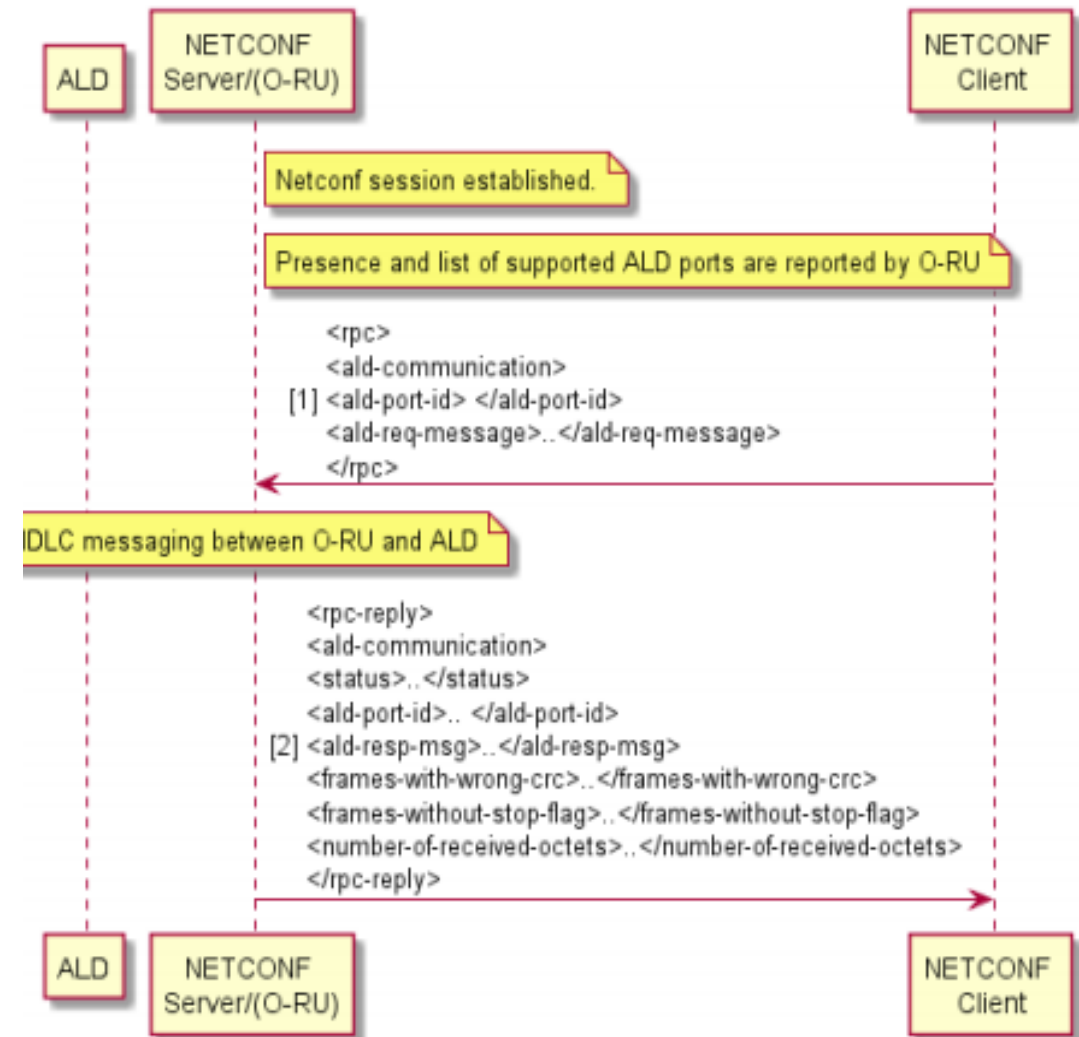 ALD
NETCONF
Server/(O-RU)
NETCONF
Client
Netconf session established.
Presence and list of supported ALD ports are reported by O-RU
<rpc>
<ald-communication>
[1] <ald-port-id> </ald-port-id>
<ald-req-message>..</ald-req-message>
</rpc>
IDLC messaging between O-RU and ALD
<rpc-reply>
<ald-communication>
<status>..</status>
<ald-port-id>.. </ald-port-id>
[2] <ald-resp-msg>..</ald-resp-msg>
<frames-with-wrong-crc>..</frames-with-wrong-crc>
<frames-without-stop-flag>..</frames-without-stop-flag>
<number-of-received-octets>..</number-of-received-octets>
</rpc-reply>
ALD
NETCONF
Server/(O-RU)
NETCONF
Client